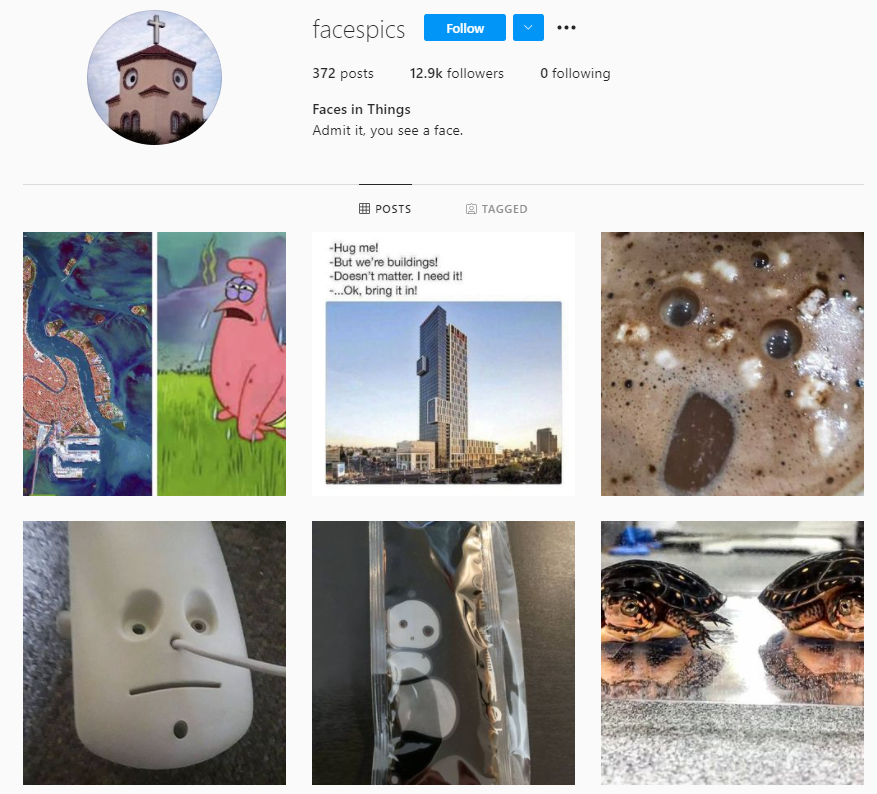 facespics Follow
372 posts 12.9k followers 0 following
Faces in Things
Admit it, you see a face.
POSTS TAGGED
-Hug me!
-But we're buildings!
-Doesn't matter. I need it!
-...Ok, bring it in!